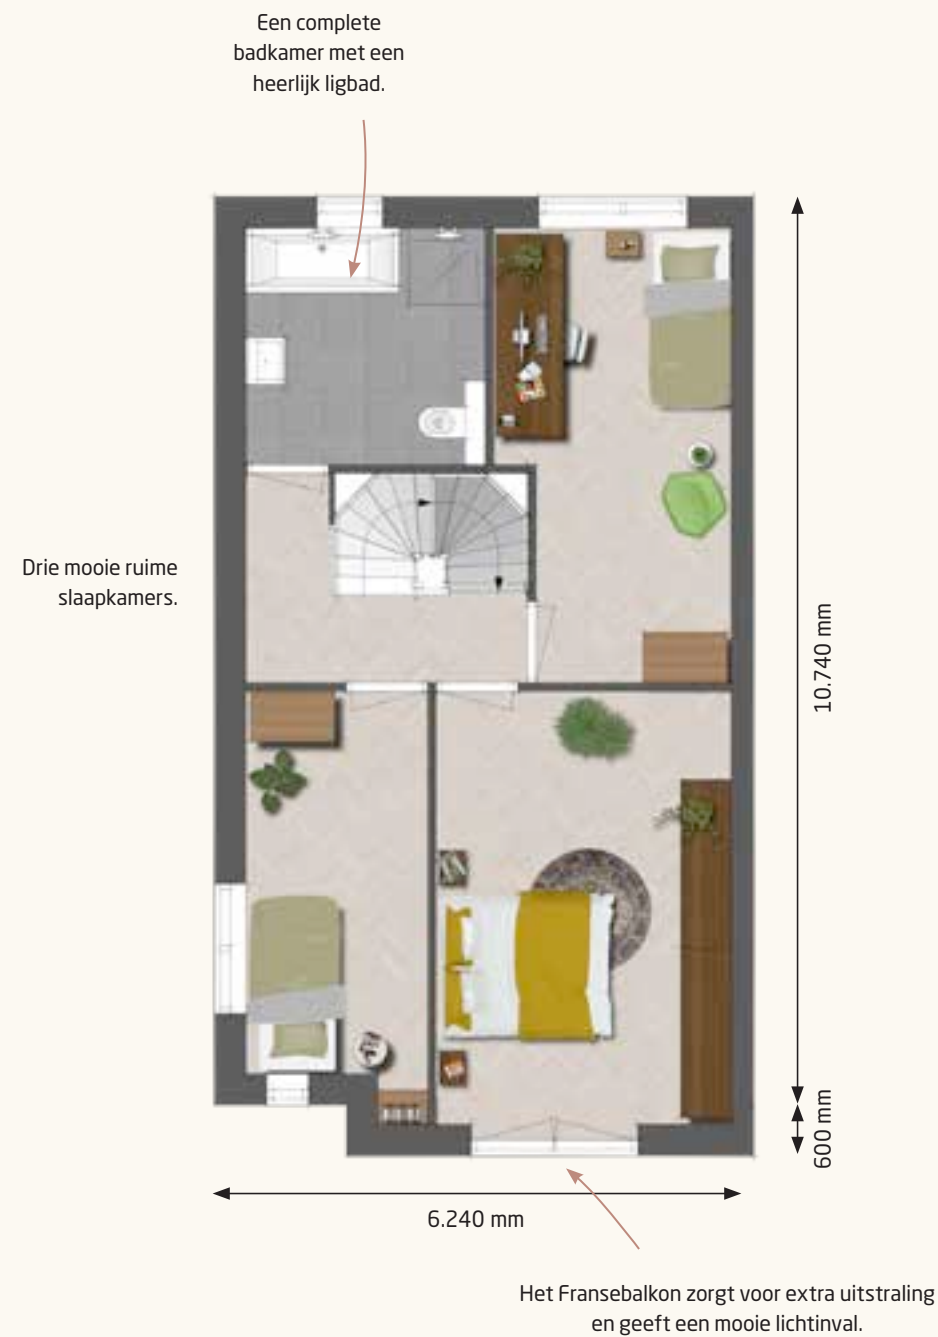 Een complete
badkamer met een
heerlijk ligbad.
Drie mooie ruime
slaapkamers.
10.740 mm
600 mm
6.240 mm
Het Fransebalkon zorgt voor extra uitstraling
en geeft een mooie lichtinval.